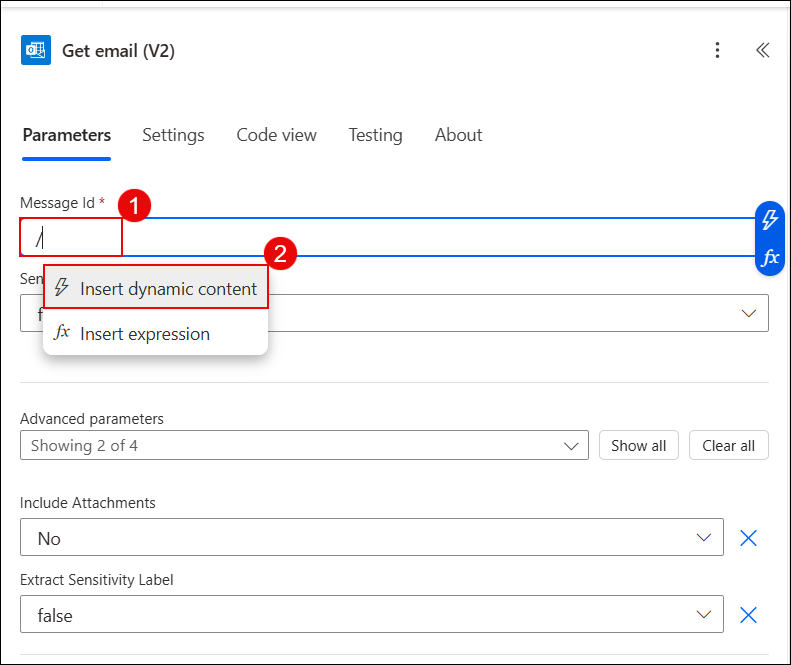 Get email (V2)
Parameters Settings Code view Testing About
Message Id * 1
/
fx
2
Sen
Insert dynamic content
fx Insert expression
Advanced parameters
Showing 2 of 4 Show all Clear all
Include Attachments
No
Extract Sensitivity Label
false